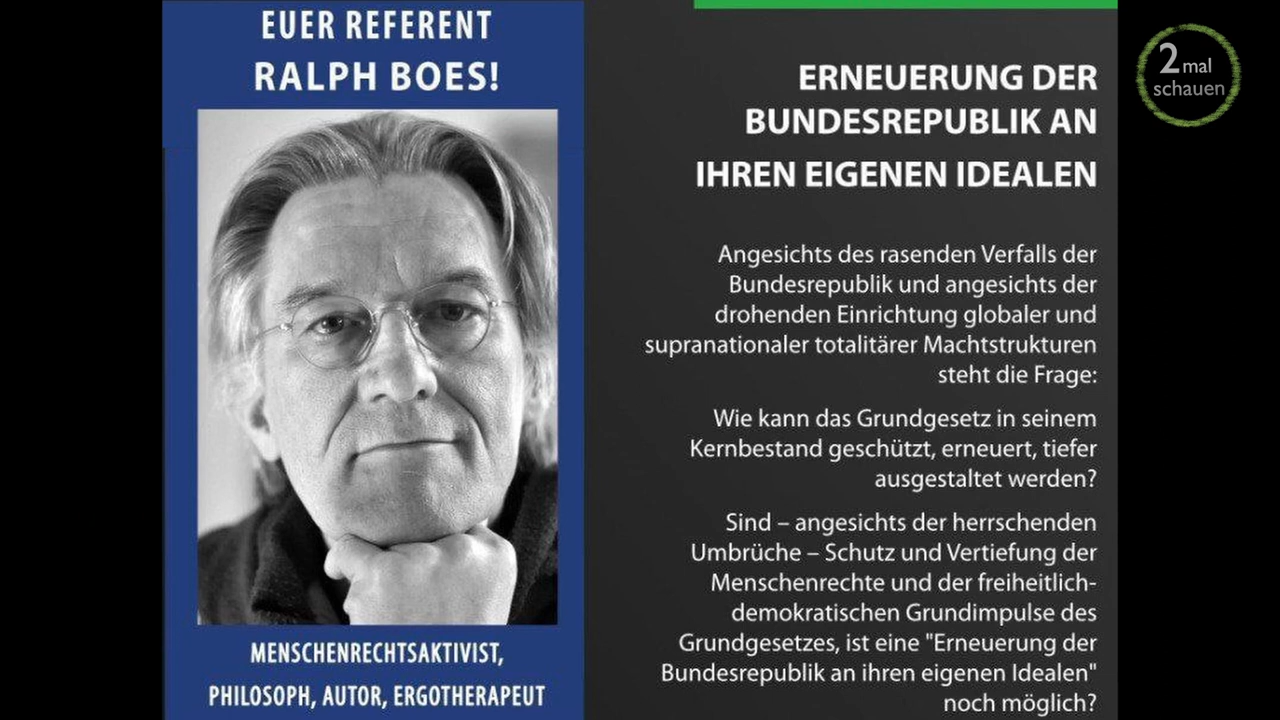 EUER REFERENT
RALPH BOES!
MENSCHENRECHTSAKTIVIST,
PHILOSOPH, AUTOR, ERGOTHERAPEUT
ERNEUERUNG DER
BUNDESREPUBLIK AN
IHREN EIGENEN IDEALEN
Angesichts des rasenden Verfalls der
Bundesrepublik und angesichts der
drohenden Einrichtung globaler und
supranationaler totalitärer Machtstrukturen
steht die Frage:
Wie kann das Grundgesetz in seinem
Kernbestand geschützt, erneuert, tiefer
ausgestaltet werden?
Sind – angesichts der herrschenden
Umbrüche – Schutz und Vertiefung der
Menschenrechte und der freiheitlich-
demokratischen Grundimpulse des
Grundgesetzes, ist eine "Erneuerung der
Bundesrepublik an ihren eigenen Idealen"
noch möglich?
2mal
schauen